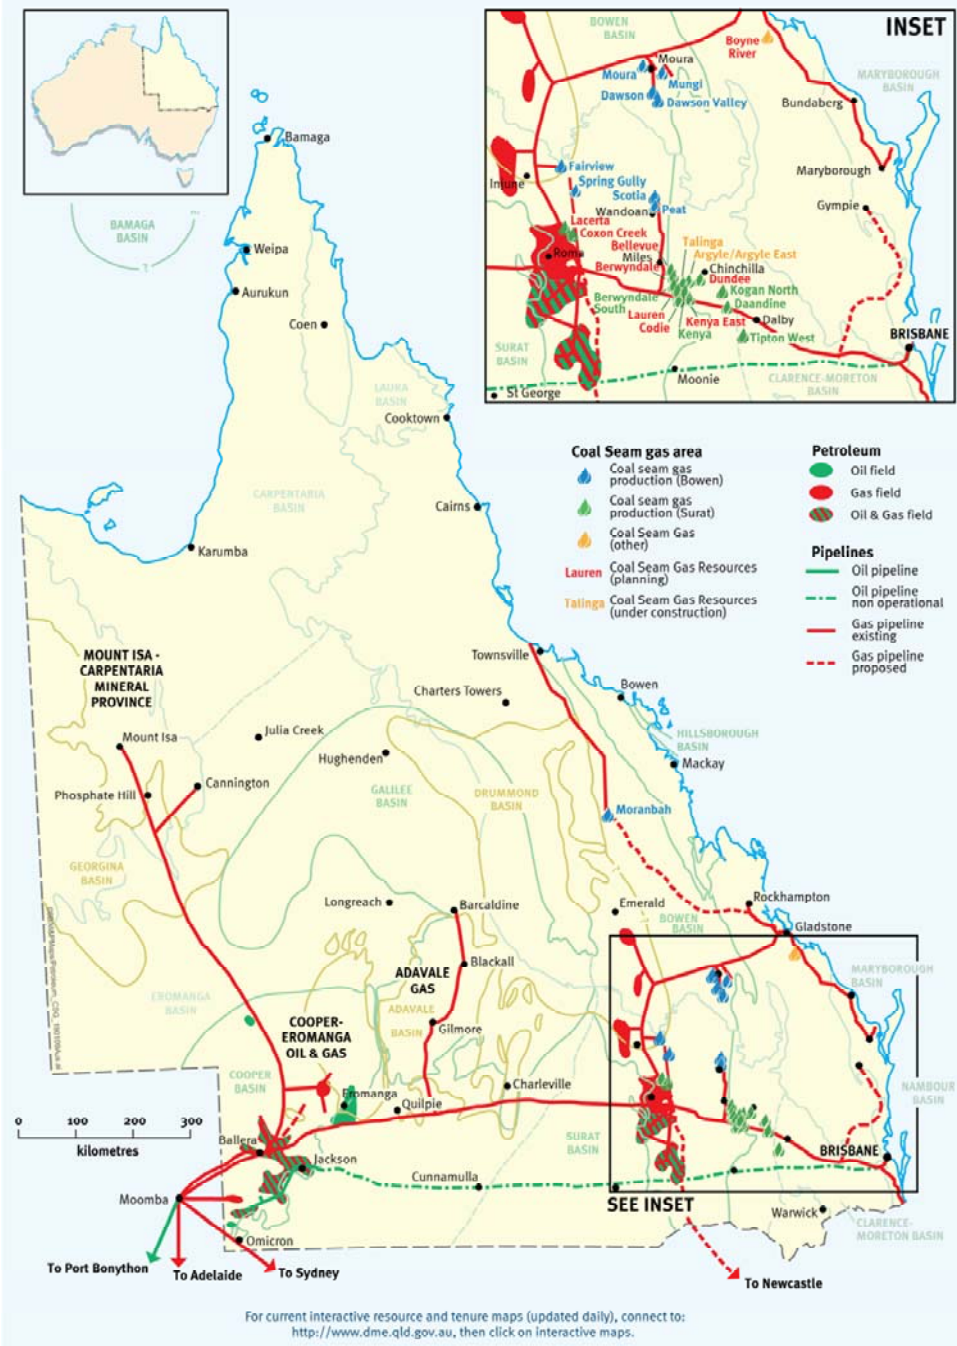 INSET
BOWEN
BASIN
Boyne
River
MARYBOROUGH
BASIN
Moura
Moura
Mungi
Dawson
Dawson Valley
Bundaberg
Maryborough
Gympie
Fairview
Injune
Spring Gully
Scotia
Wandoan
Peat
Lacerta
Coxon Creek
Bellevue
Talinga
Argyle/Argyle East
Roma
Miles
Berwyndale
Chinchilla
Dundee
Kogan North
Berwyndale
South
Daandine
Lauren
Codie
Kenya East
Dalby
Kenya
Tipton West
BRISBANE
SURAT
BASIN
Moonie
CLARENCE-MORETON
BASIN
St George
Bamaga
BAMAGA
BASIN
?
Weipa
Aurukun
Coen
LAURA
BASIN
Cooktown
CARPENTARIA
BASIN
Cairns
Karumba
Coal Seam gas area
Coal seam gas
production (Bowen)
Coal seam gas
production (Surat)
Coal Seam Gas
(other)
Lauren Coal Seam Gas Resources
(planning)
Talinga Coal Seam Gas Resources
(under construction)
Petroleum
Oil field
Gas field
Oil & Gas field
Pipelines
Oil pipeline
Oil pipeline
non operational
Gas pipeline
existing
Gas pipeline
proposed
MOUNT ISA -
CARPENTARIA
MINERAL
PROVINCE
Townsville
Charters Towers
Bowen
Mount Isa
Julia Creek
Hughenden
HILLSBOROUGH
BASIN
Mackay
Cannington
Phosphate Hill
GALILEE
BASIN
DRUMMOND
BASIN
Moranbah
GEORGINA
BASIN
Longreach
Barcaldine
Emerald
Rockhampton
BOWEN
BASIN
Gladstone
Blackall
ADAVALE
GAS
MARYBOROUGH
BASIN
EROMANGA
BASIN
ADAVALE
BASIN
COOPER-
EROMANGA
OIL & GAS
Gilmore
COOPER
BASIN
Eromanga
Quilpie
Charleville
NAMBOUR
BASIN
0 100 200 300
kilometres
Ballera
Jackson
SURAT
BASIN
BRISBANE
Moomba
Cunnamulla
SEE INSET
Warwick
CLARENCE-
MORETON BASIN
Omicron
To Port Bonython
To Adelaide
To Sydney
To Newcastle
For current interactive resource and tenure maps (updated daily), connect to:
http://www.dme.qld.gov.au, then click on interactive maps.